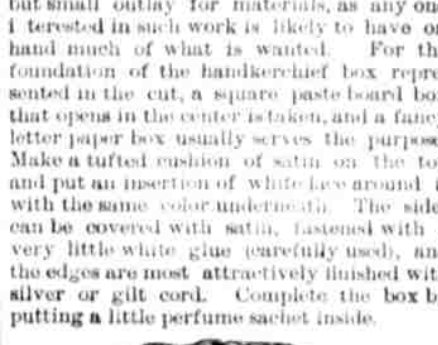 but small outlay for materials, as any on
i terested in such work is likely to have o
hand much of what is wanted. For th
foundation of the handkerchief box repre
sented in the cut, a square paste board bo
that opens in the center is taken, and a fanc
letter paper box usually serves the purpose
Make a tufted cushion of satin on the to
and put an insertion of white lace around i
with the same color underneath. The side
can be covered with satin, fastened with
very little white glue (carefully used), an
the edges are most attractively finished wit
silver or gilt cord. Complete the box b
putting a little perfume sachet inside.